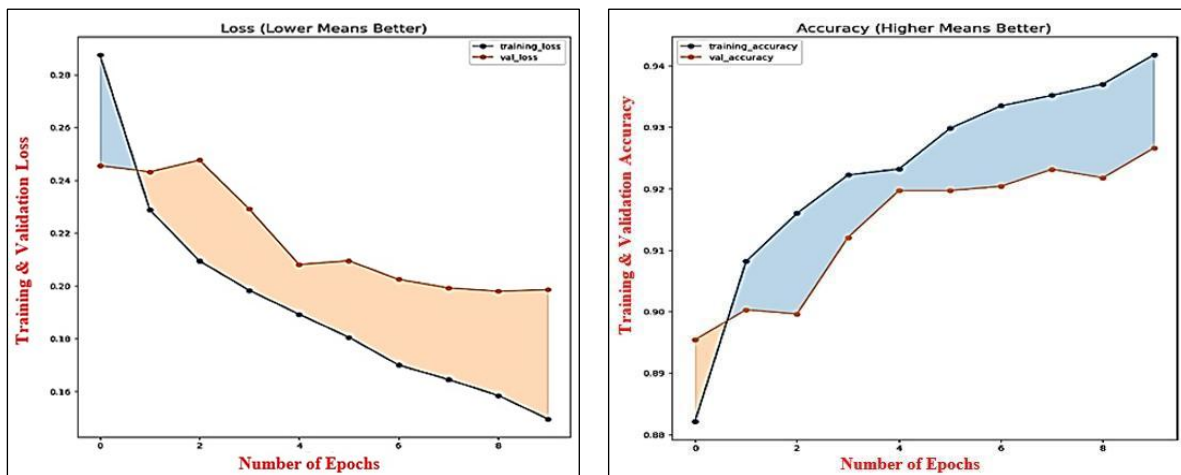 Loss (Lower Means Better)
training_loss
val_loss
0.28
0.26
0.24
0.22
0.20
0.18
0.16
Training & Validation Loss
0
2
4
6
8
Number of Epochs
Accuracy (Higher Means Better)
training_accuracy
val_accuracy
0.94
0.93
0.92
0.91
0.90
0.89
0.88
Training & Validation Accuracy
0
2
4
6
8
Number of Epochs